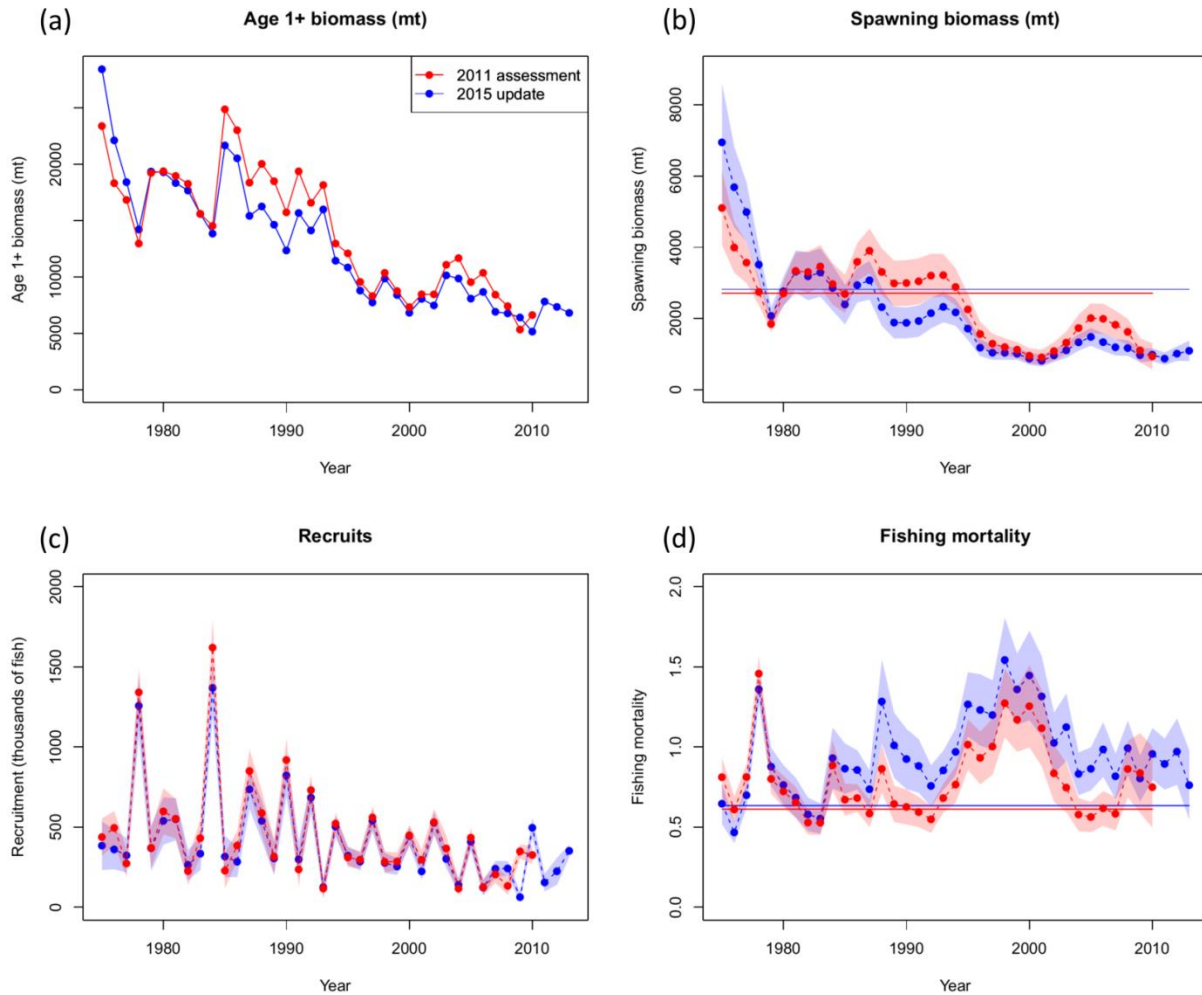 (a)
Age 1+ biomass (mt)
2011 assessment
2015 update
Age 1+ biomass (mt)
0
5000
10000
20000
1980
1990
2000
2010
Year
(b)
Spawning biomass (mt)
Spawning biomass (mt)
0
2000
4000
6000
8000
1980
1990
2000
2010
Year
(c)
Recruits
Recruitment (thousands of fish)
0
500
1000
1500
2000
1980
1990
2000
2010
Year
(d)
Fishing mortality
Fishing mortality
0.0
0.5
1.0
1.5
2.0
1980
1990
2000
2010
Year